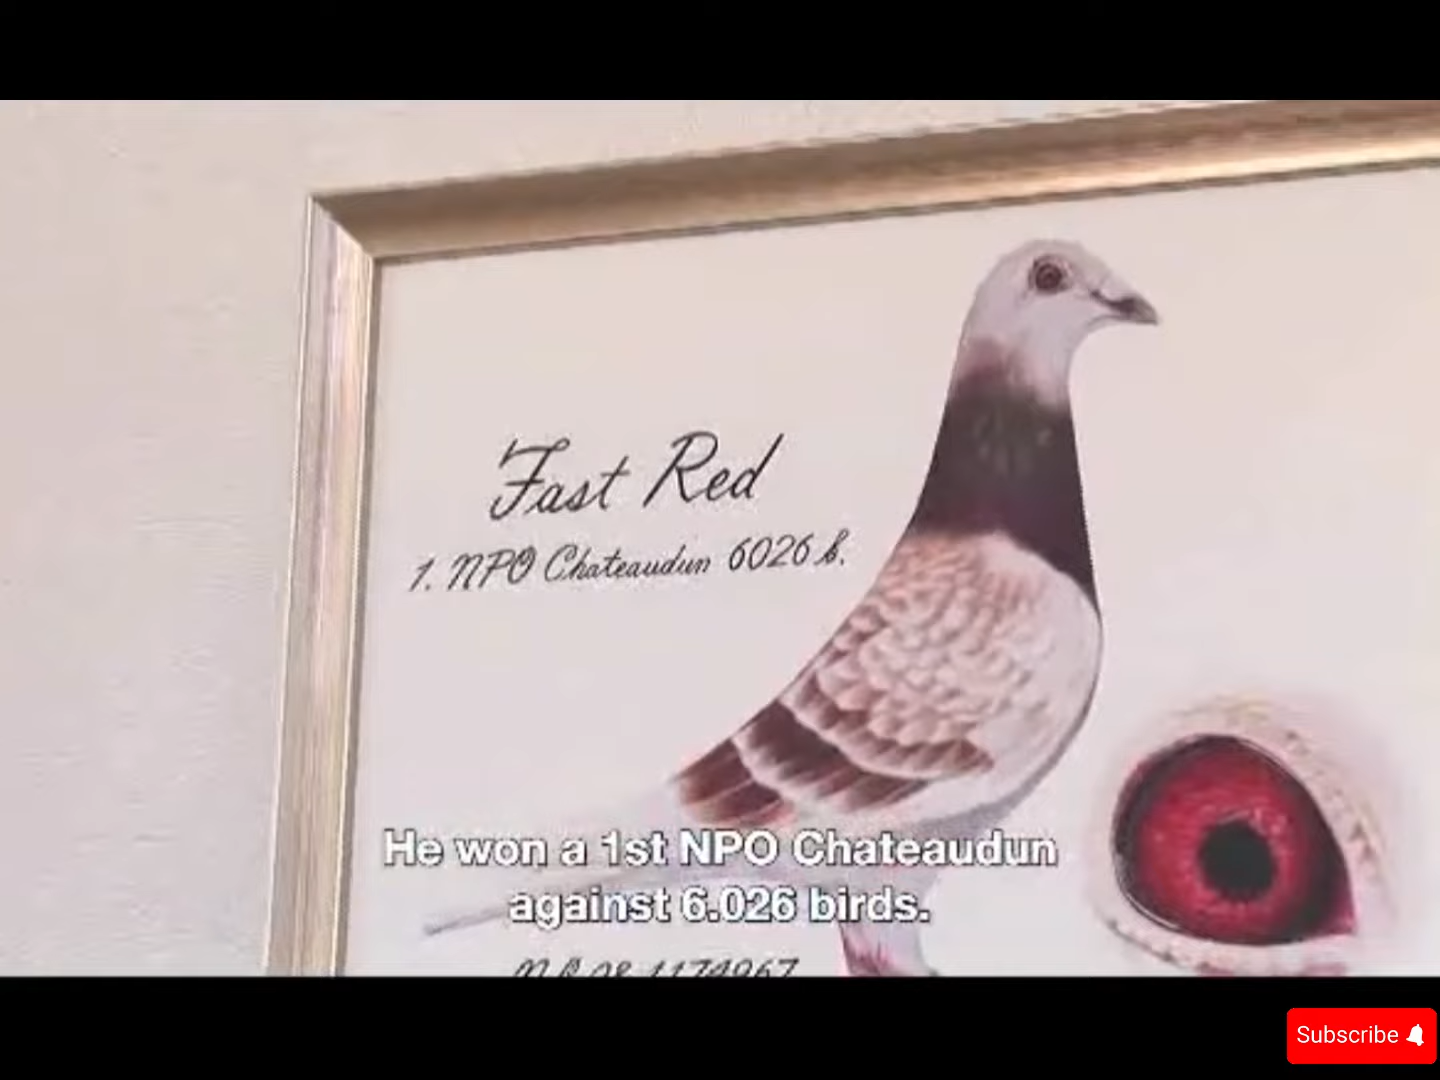 Fast Red
1. NPO Chateaudun 6026 b.
He won a 1st NPO Chateaudun
against 6.026 birds.
Subscribe